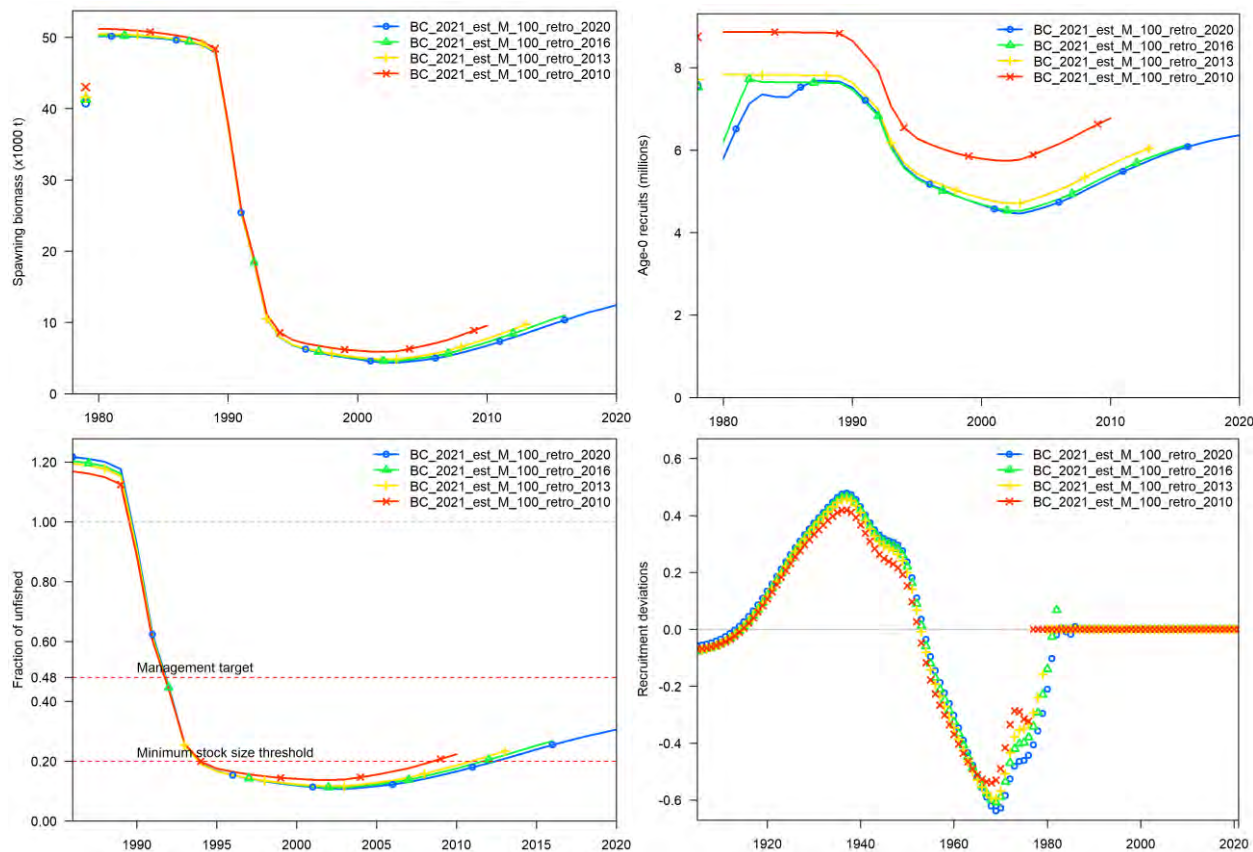 BC_2021_est_M_100_retro_2020
BC_2021_est_M_100_retro_2016
BC_2021_est_M_100_retro_2013
BC_2021_est_M_100_retro_2010
Spawning biomass (x1000 t)
50
40
30
20
10
0
1980
1990
2000
2010
2020
BC_2021_est_M_100_retro_2020
BC_2021_est_M_100_retro_2016
BC_2021_est_M_100_retro_2013
BC_2021_est_M_100_retro_2010
Age-0 recruits (millions)
8
6
4
2
0
1980
1990
2000
2010
2020
BC_2021_est_M_100_retro_2020
BC_2021_est_M_100_retro_2016
BC_2021_est_M_100_retro_2013
BC_2021_est_M_100_retro_2010
Fraction of unfished
1.20
1.00
0.80
0.60
0.48
0.40
0.20
0.00
Management target
Minimum stock size threshold
1990
1995
2000
2005
2010
2015
2020
BC_2021_est_M_100_retro_2020
BC_2021_est_M_100_retro_2016
BC_2021_est_M_100_retro_2013
BC_2021_est_M_100_retro_2010
Recruitment deviations
0.6
0.4
0.2
0.0
-0.2
-0.4
-0.6
1920
1940
1960
1980
2000
2020